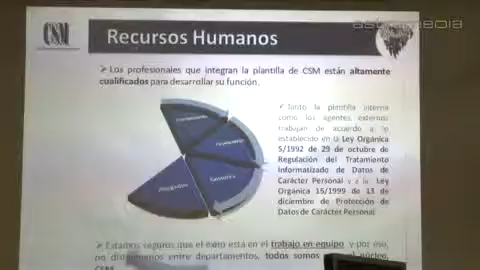 CSM
Recursos Humanos
➢ Los profesionales que integran la plantilla de CSM están altamente
cualificados para desarrollar su función.
➢ Tanto la plantilla interna
como los agentes externos
trabajan de acuerdo a lo
establecido en la Ley Orgánica
5/1992 de 29 de octubre de
Regulación del Tratamiento
Informatizado de Datos de
Carácter Personal y a la Ley
Orgánica 15/1999 de 13 de
diciembre de Protección de
Datos de Carácter Personal
➢ Estamos seguros que el éxito está en el trabajo en equipo y por eso,
entre departamentos, todos somos núcleo,